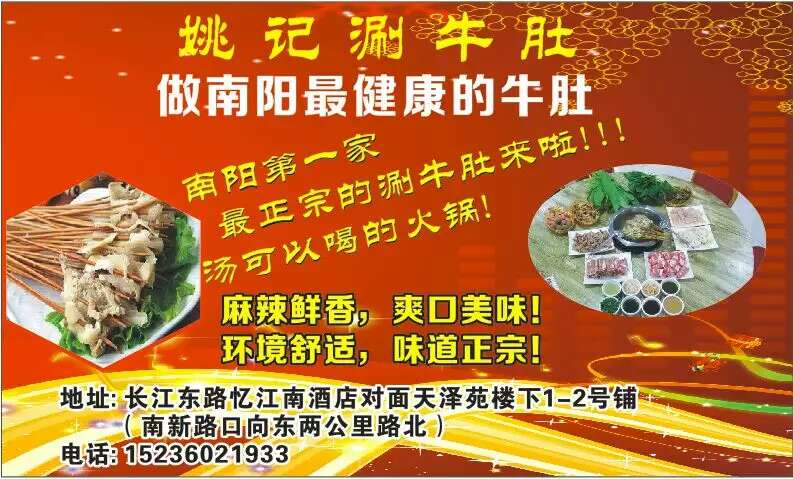 姚记涮牛肚
做南阳最健康的牛肚
南阳第一家
最正宗的涮牛肚来啦!!!
汤可以喝的火锅!
麻辣鲜香，爽口美味!
环境舒适，味道正宗!
地址: 长江东路忆江南酒店对面天泽苑楼下1-2号铺
（南新路口向东两公里路北）
电话: 15236021933